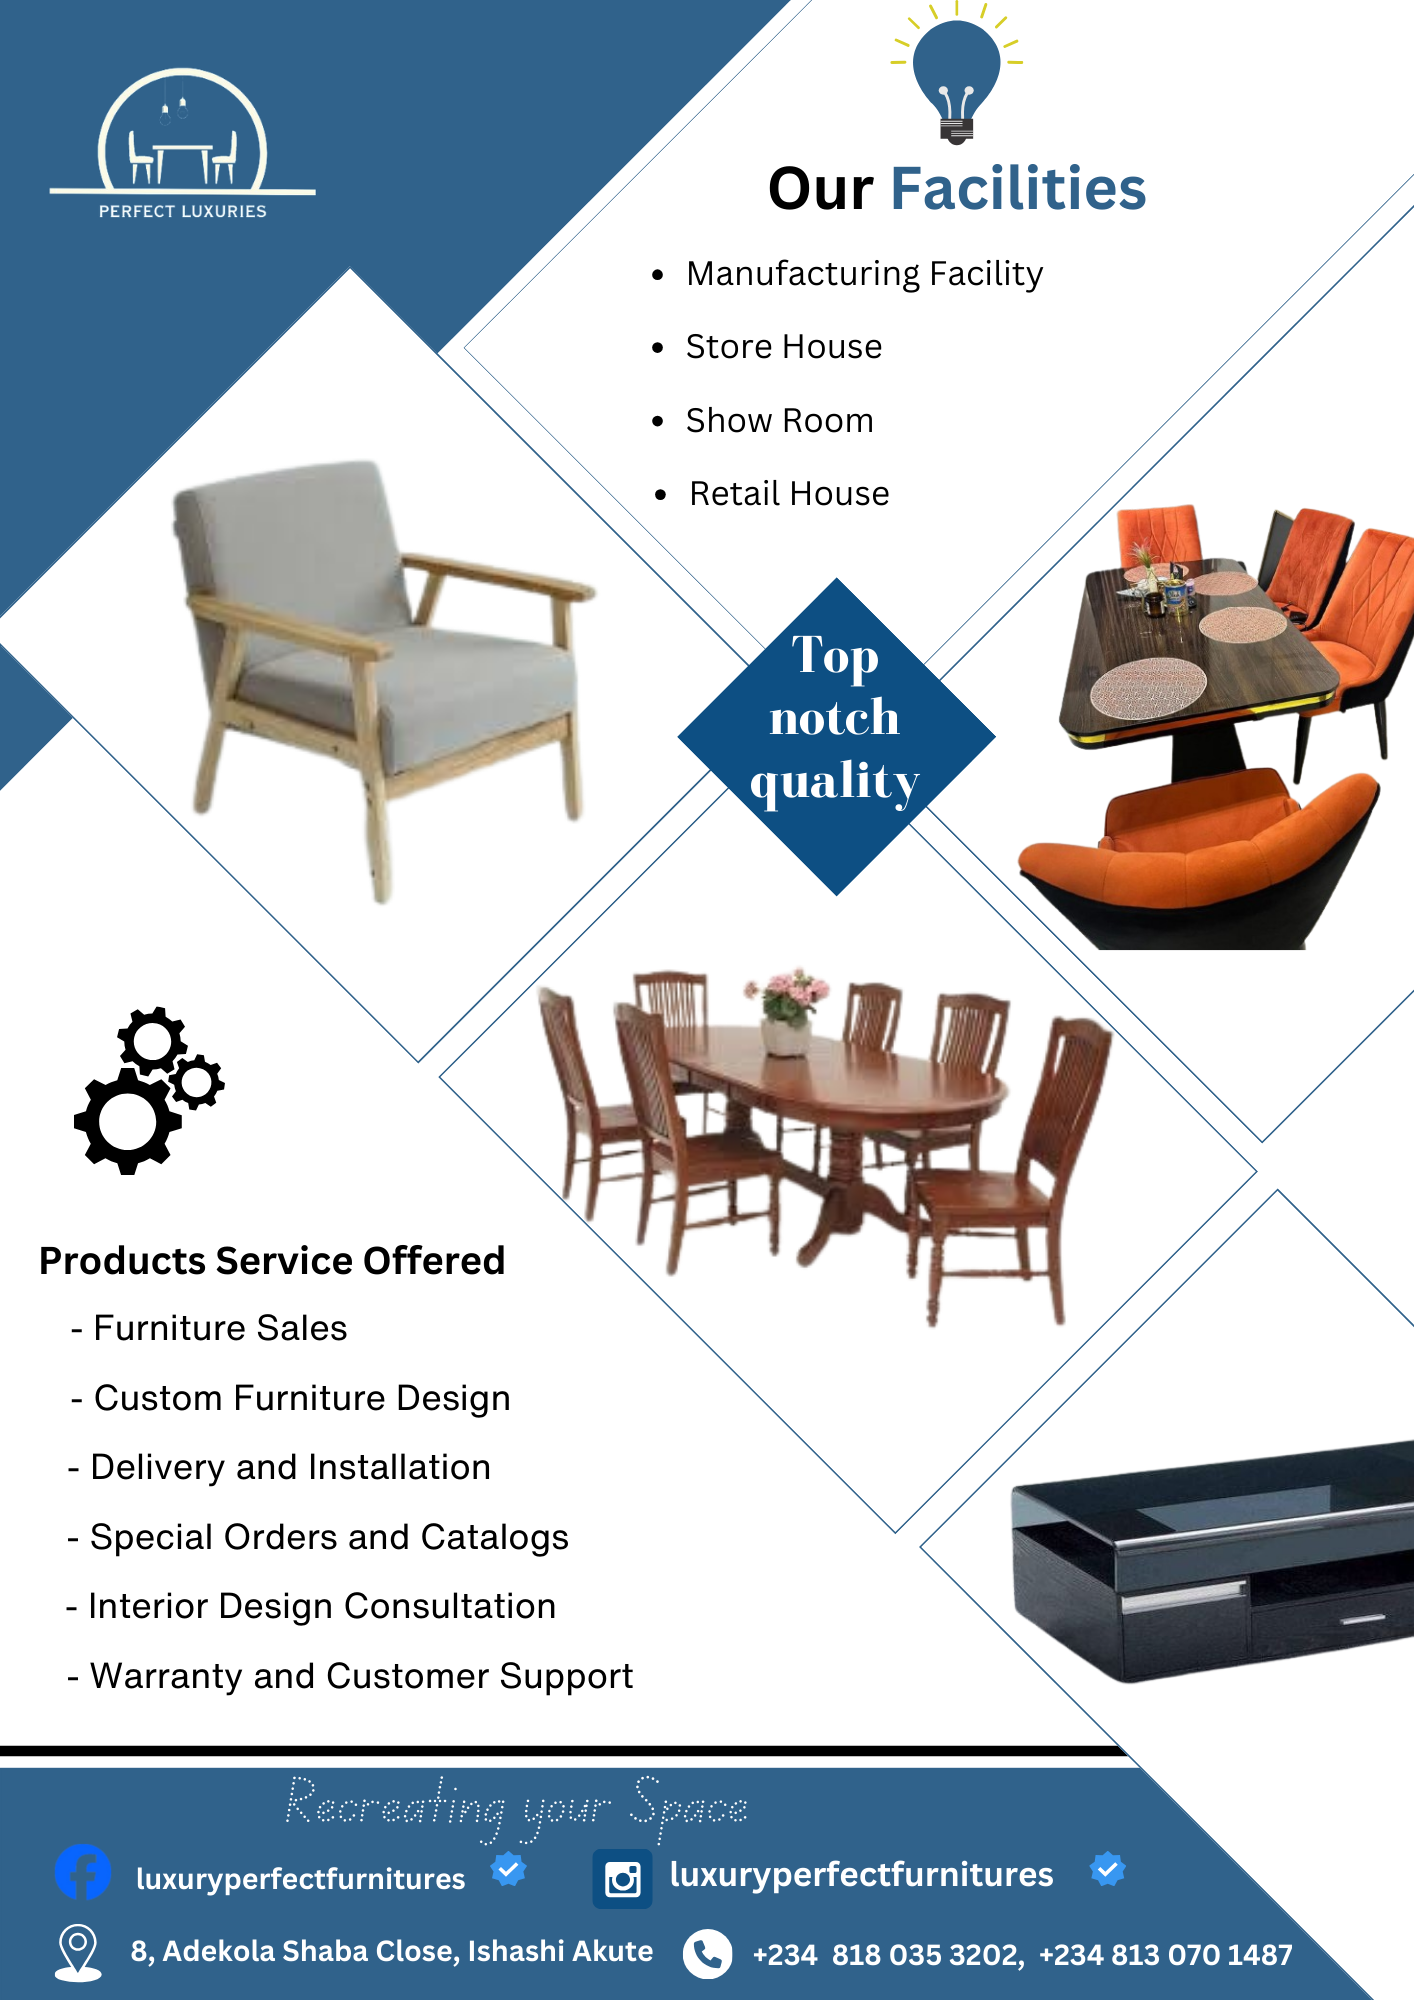 PERFECT LUXURIES
Our Facilities
• Manufacturing Facility
• Store House
• Show Room
• Retail House
Top
notch
quality
Products Service Offered
- Furniture Sales
- Custom Furniture Design
- Delivery and Installation
- Special Orders and Catalogs
- Interior Design Consultation
- Warranty and Customer Support
Recreating your Space
luxuryperfectfurnitures
luxuryperfectfurnitures
8, Adekola Shaba Close, Ishashi Akute
+234 818 035 3202, +234 813 070 1487